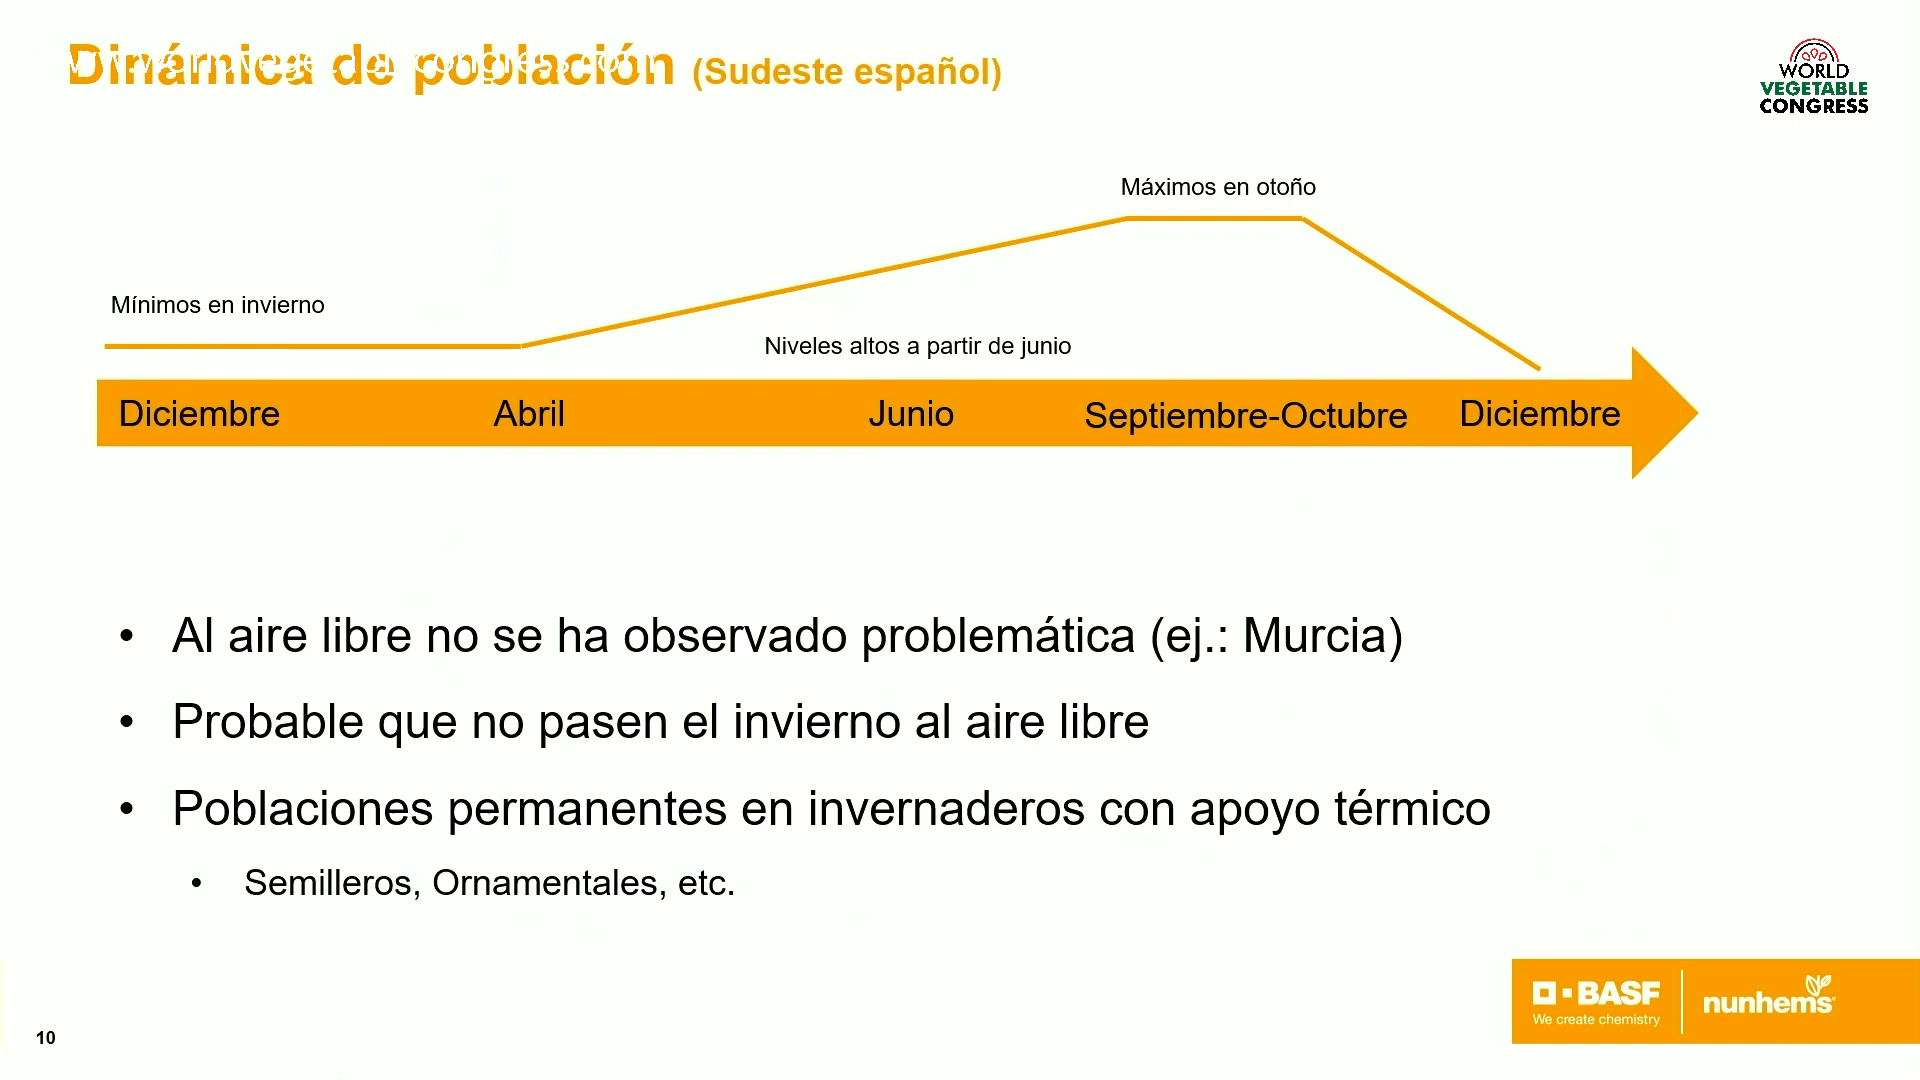 Dinámica de población (Sudeste español)
www.worldvegetablecongress.com
WORLD
VEGETABLE
CONGRESS
Máximos en otoño
Mínimos en invierno
Niveles altos a partir de junio
Diciembre Abril Junio Septiembre-Octubre Diciembre
• Al aire libre no se ha observado problemática (ej.: Murcia)
• Probable que no pasen el invierno al aire libre
• Poblaciones permanentes en invernaderos con apoyo térmico
• Semilleros, Ornamentales, etc.
BASF
We create chemistry
nunhems
10